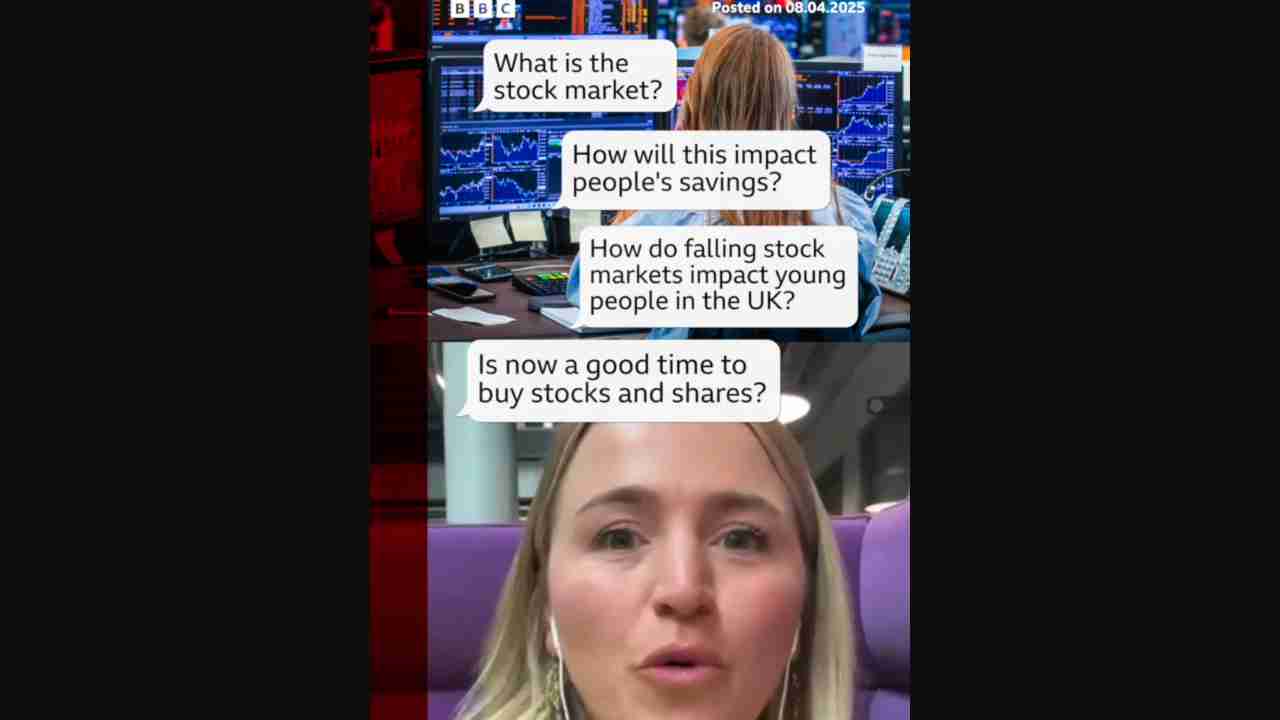 BBC
Posted on 08.04.2025
What is the
stock market?
How will this impact
people's savings?
How do falling stock
markets impact young
people in the UK?
Is now a good time to
buy stocks and shares?